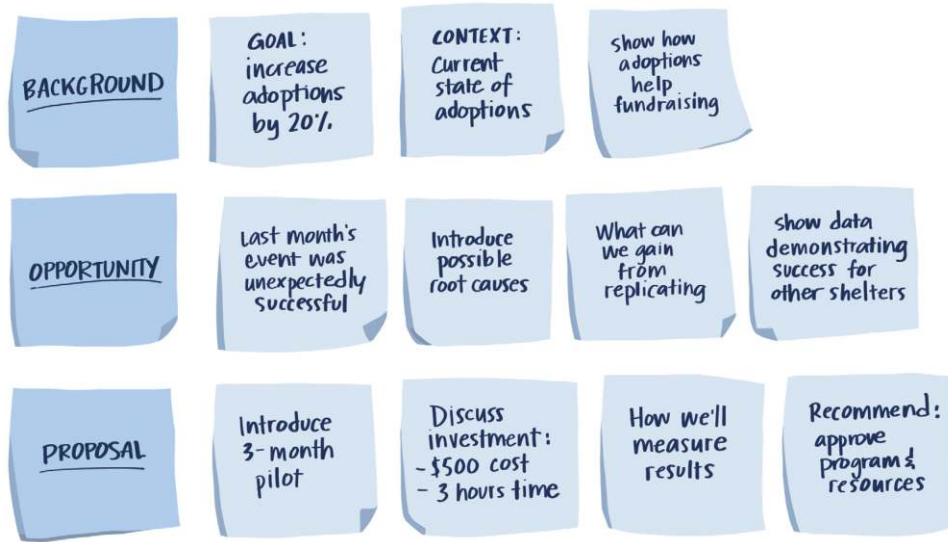 BACKGROUND
GOAL:
increase
adoptions
by 20%
CONTEXT:
Current
state of
adoptions
show how
adoptions
help
fundraising
OPPORTUNITY
Last month's
event was
unexpectedly
successful
Introduce
possible
root causes
What can
we gain
from
replicating
show data
demonstrating
success for
other shelters
PROPOSAL
Introduce
3-month
pilot
Discuss
investment:
- $500 cost
- 3 hours time
How we'll
measure
results
Recommend:
approve
program &
resources